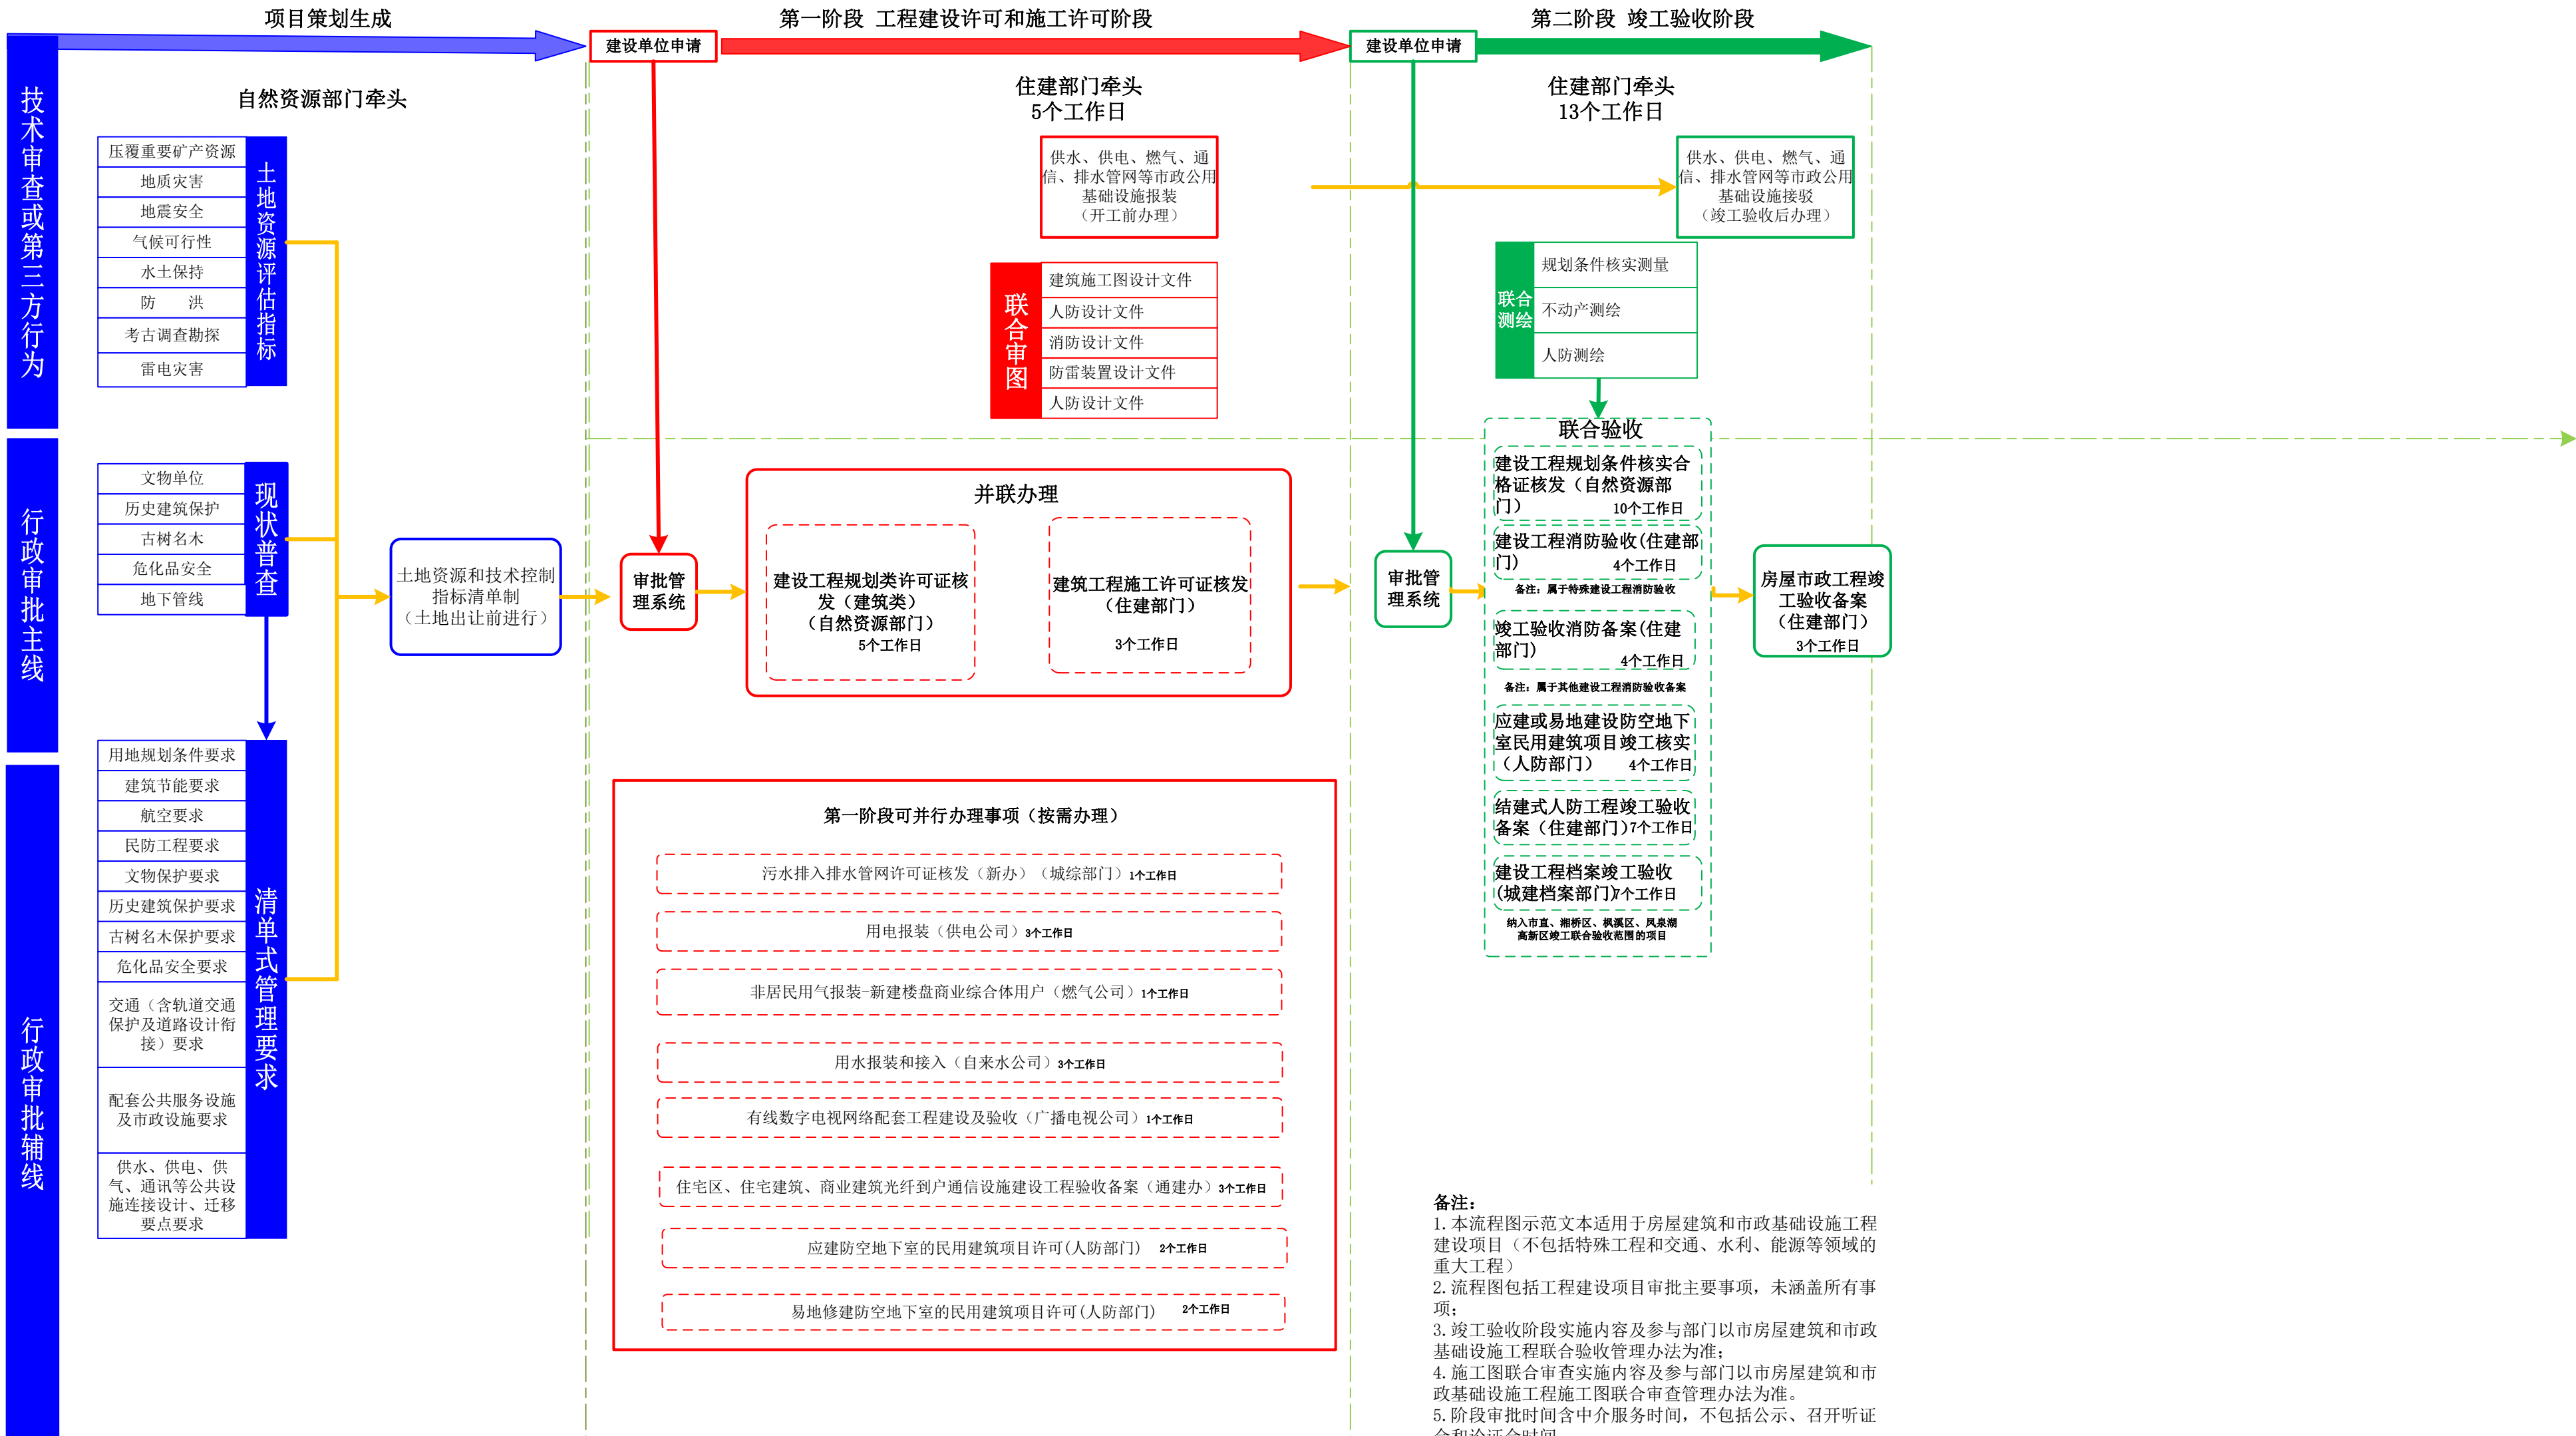 项目策划生成
第一阶段 工程建设许可和施工许可阶段
第二阶段 竣工验收阶段
建设单位申请
建设单位申请
技术审查或第三方行为
自然资源部门牵头
住建部门牵头
5个工作日
住建部门牵头
13个工作日
压覆重要矿产资源
地质灾害
地震安全
气候可行性
水土保持
防　　洪
考古调查勘探
雷电灾害
土地资源评估指标
供水、供电、燃气、通
信、排水管网等市政公用
基础设施报装
（开工前办理）
供水、供电、燃气、通
信、排水管网等市政公用
基础设施接驳
（竣工验收后办理）
联合审图
建筑施工图设计文件
人防设计文件
消防设计文件
防雷装置设计文件
人防设计文件
联合
测绘
规划条件核实测量
不动产测绘
人防测绘
行政审批主线
文物单位
历史建筑保护
古树名木
危化品安全
地下管线
现状普查
土地资源和技术控制
指标清单制
（土地出让前进行）
审批管
理系统
并联办理
建设工程规划类许可证核
发（建筑类）
（自然资源部门）
5个工作日
建筑工程施工许可证核发
（住建部门）
3个工作日
审批管
理系统
联合验收
建设工程规划条件核实合
格证核发（自然资源部
门）
10个工作日
建设工程消防验收(住建部
门)
4个工作日
备注：属于特殊建设工程消防验收
竣工验收消防备案(住建
部门)
4个工作日
备注：属于其他建设工程消防验收备案
应建或易地建设防空地下
室民用建筑项目竣工核实
（人防部门）
4个工作日
结建式人防工程竣工验收
备案（住建部门)7个工作日
建设工程档案竣工验收
(城建档案部门)7个工作日
纳入市直、湘桥区、枫溪区、凤泉湖
高新区竣工联合验收范围的项目
房屋市政工程竣
工验收备案
（住建部门）
3个工作日
行政审批辅线
用地规划条件要求
建筑节能要求
航空要求
民防工程要求
文物保护要求
历史建筑保护要求
古树名木保护要求
危化品安全要求
交通（含轨道交通
保护及道路设计衔
接）要求
配套公共服务设施
及市政设施要求
供水、供电、供
气、通讯等公共设
施连接设计、迁移
要点要求
清单式管理要求
第一阶段可并行办理事项（按需办理）
污水排入排水管网许可证核发（新办）（城综部门）1个工作日
用电报装（供电公司）3个工作日
非居民用气报装-新建楼盘商业综合体用户（燃气公司）1个工作日
用水报装和接入（自来水公司）3个工作日
有线数字电视网络配套工程建设及验收（广播电视公司）1个工作日
住宅区、住宅建筑、商业建筑光纤到户通信设施建设工程验收备案（通建办）3个工作日
应建防空地下室的民用建筑项目许可(人防部门) 2个工作日
易地修建防空地下室的民用建筑项目许可(人防部门) 2个工作日
备注：
1.本流程图示范文本适用于房屋建筑和市政基础设施工程
建设项目（不包括特殊工程和交通、水利、能源等领域的
重大工程）
2.流程图包括工程建设项目审批主要事项，未涵盖所有事
项；
3.竣工验收阶段实施内容及参与部门以市房屋建筑和市政
基础设施工程联合验收管理办法为准；
4.施工图联合审查实施内容及参与部门以市房屋建筑和市
政基础设施工程施工图联合审查管理办法为准。
5.阶段审批时间含中介服务时间，不包括公示、召开听证